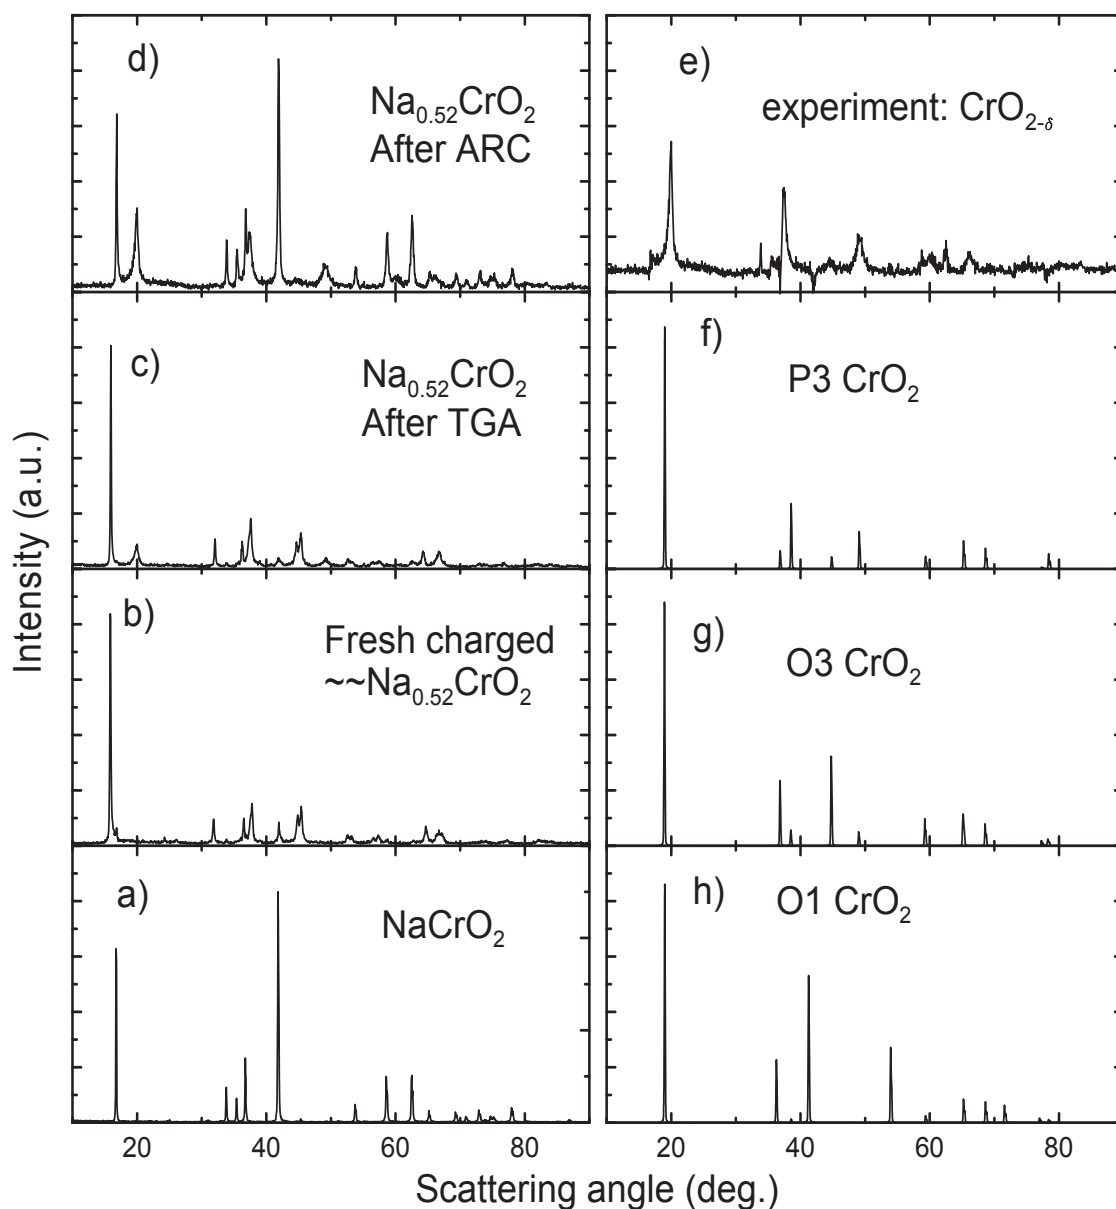 d)
Na0.52CrO2
After ARC
e)
experiment: CrO2-δ
c)
Na0.52CrO2
After TGA
f)
P3 CrO2
b)
Fresh charged
~~Na0.52CrO2
g)
O3 CrO2
a)
NaCrO2
h)
O1 CrO2
20 40 60 80
20 40 60 80
Intensity (a.u.)
Scattering angle (deg.)